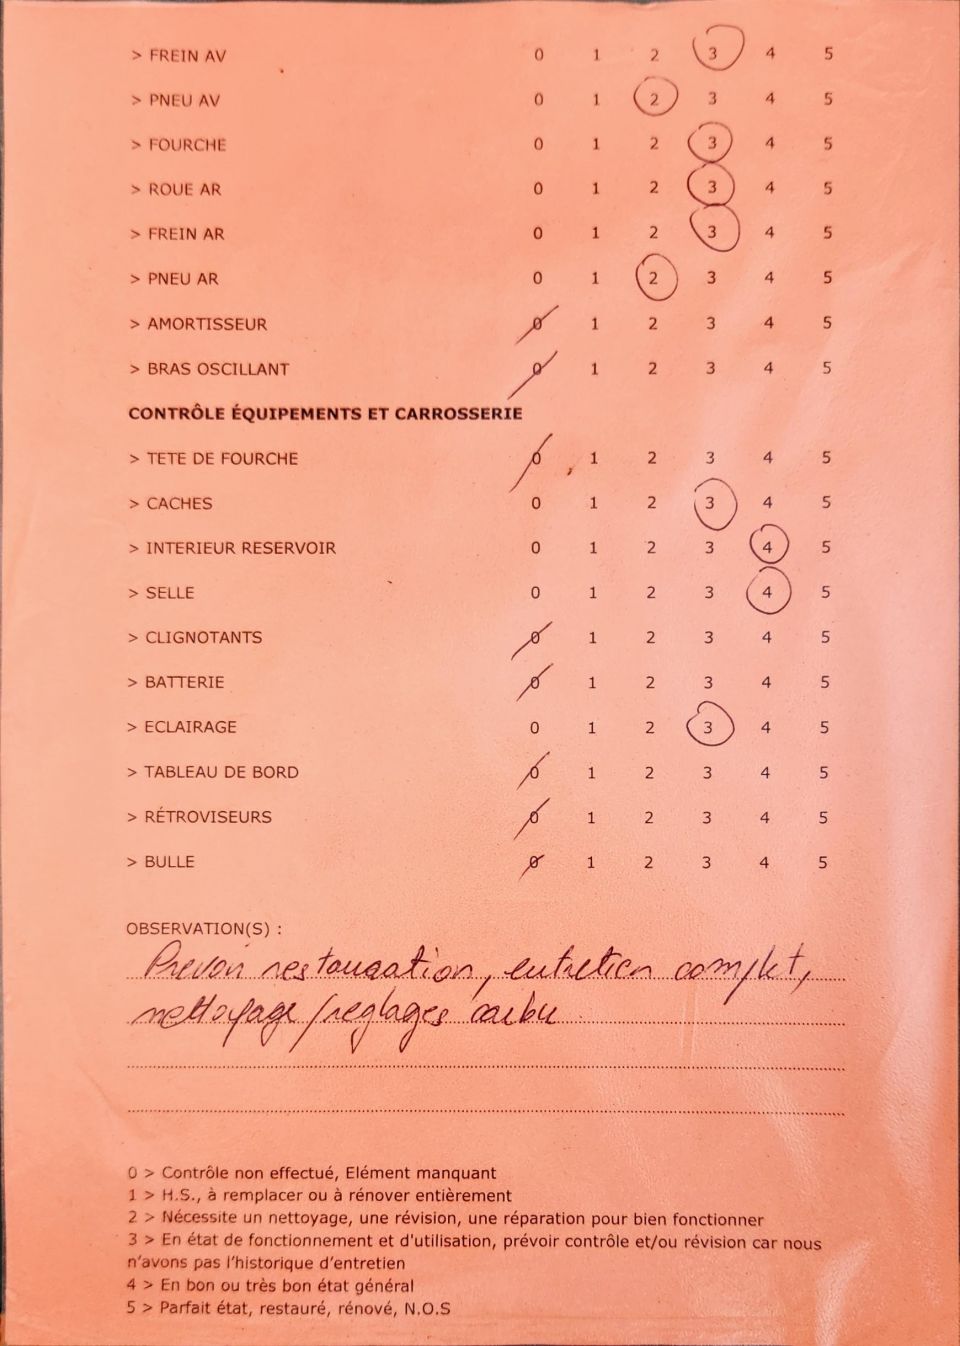 > FREIN AV 0 1 2 3 4 5
> PNEU AV 0 1 2 3 4 5
> FOURCHE 0 1 2 3 4 5
> ROUE AR 0 1 2 3 4 5
> FREIN AR 0 1 2 3 4 5
> PNEU AR 0 1 2 3 4 5
> AMORTISSEUR 0 1 2 3 4 5
> BRAS OSCILLANT 0 1 2 3 4 5
CONTRÔLE ÉQUIPEMENTS ET CARROSSERIE
> TETE DE FOURCHE 0 1 2 3 4 5
> CACHES 0 1 2 3 4 5
> INTERIEUR RESERVOIR 0 1 2 3 4 5
> SELLE 0 1 2 3 4 5
> CLIGNOTANTS 0 1 2 3 4 5
> BATTERIE 0 1 2 3 4 5
> ECLAIRAGE 0 1 2 3 4 5
> TABLEAU DE BORD 0 1 2 3 4 5
> RÉTROVISEURS 0 1 2 3 4 5
> BULLE 0 1 2 3 4 5
OBSERVATION(S) :
Prevoir restauration, entretien complet,
nettoyage/reglages carbu
0 > Contrôle non effectué, Elément manquant
1 > H.S., à remplacer ou à rénover entièrement
2 > Nécessite un nettoyage, une révision, une réparation pour bien fonctionner
3 > En état de fonctionnement et d'utilisation, prévoir contrôle et/ou révision car nous
n'avons pas l'historique d'entretien
4 > En bon ou très bon état général
5 > Parfait état, restauré, rénové, N.O.S